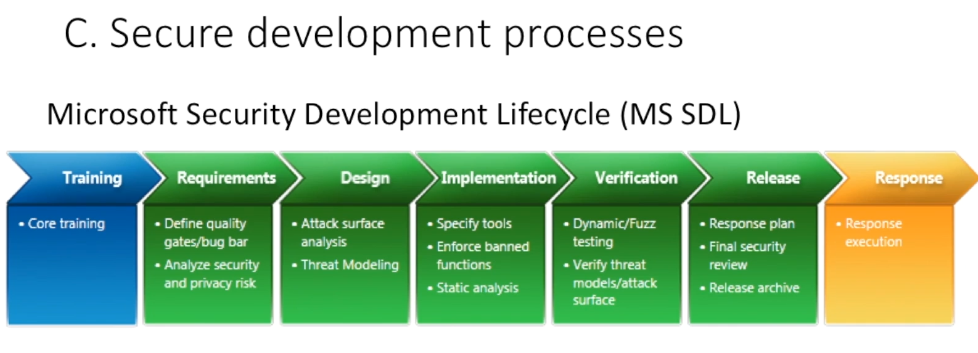 C. Secure development processes
Microsoft Security Development Lifecycle (MS SDL)
Training
• Core training
Requirements
• Define quality
gates/bug bar
• Analyze security
and privacy risk
Design
• Attack surface
analysis
• Threat Modeling
Implementation
• Specify tools
• Enforce banned
functions
• Static analysis
Verification
• Dynamic/Fuzz
testing
• Verify threat
models/attack
surface
Release
• Response plan
• Final security
review
• Release archive
Response
• Response
execution